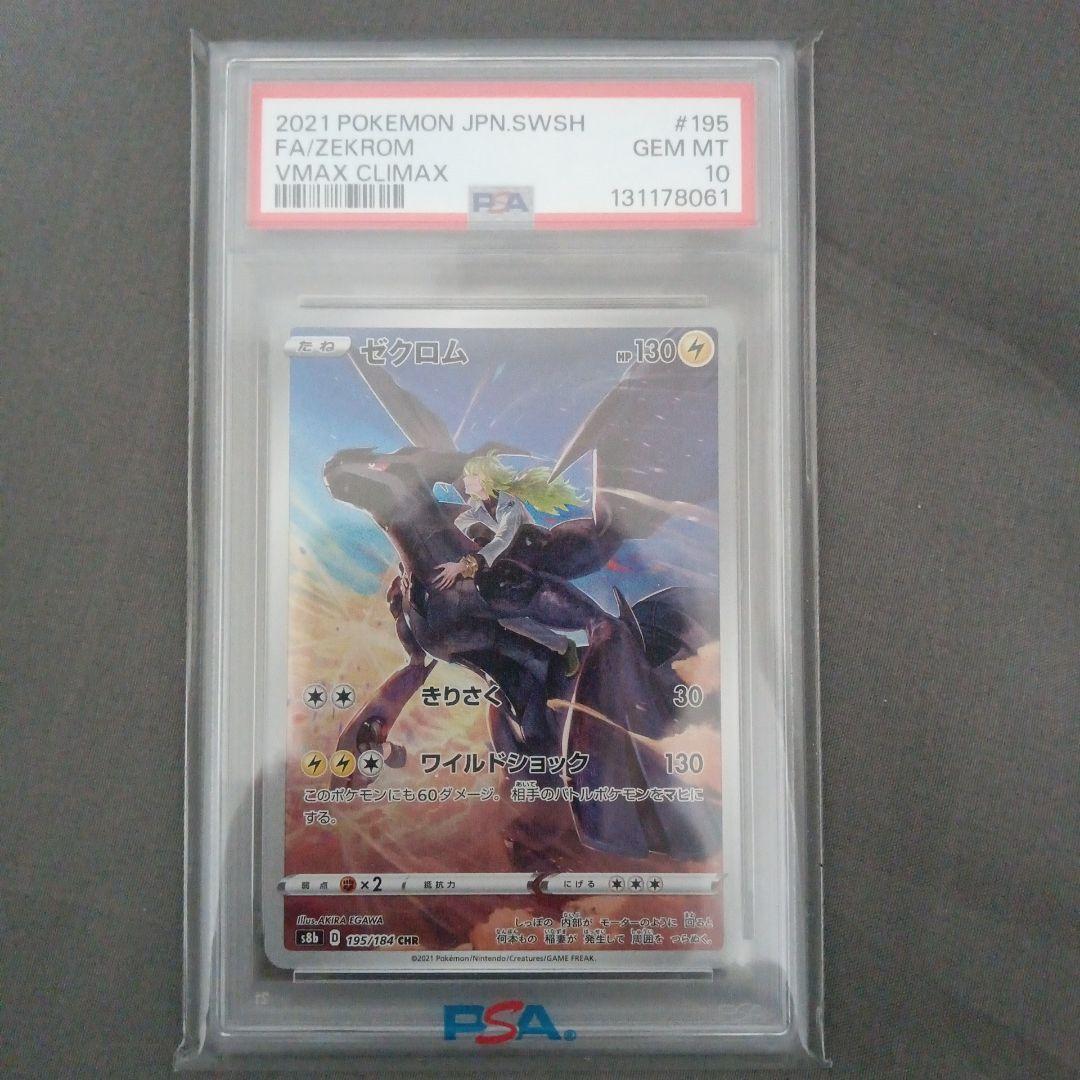 2021 POKEMON JPN.SWSH #195
FA/ZEKROM GEM MT
VMAX CLIMAX 10
PSA 131178061
たね ゼクロム HP 130
きりさく 30
ワイルドショック 130
このポケモンにも60ダメージ。相手のバトルポケモンをマヒに
する。
弱点 ×2 抵抗力 にげる
Illus. AKIRA EGAWA
しっぽの 内部が モーターのように 回ると
何本もの 稲妻が 発生して 周囲を つらぬく。
s8b D 195/184 CHR
©2021 Pokémon/Nintendo/Creatures/GAME FREAK.
PSA®